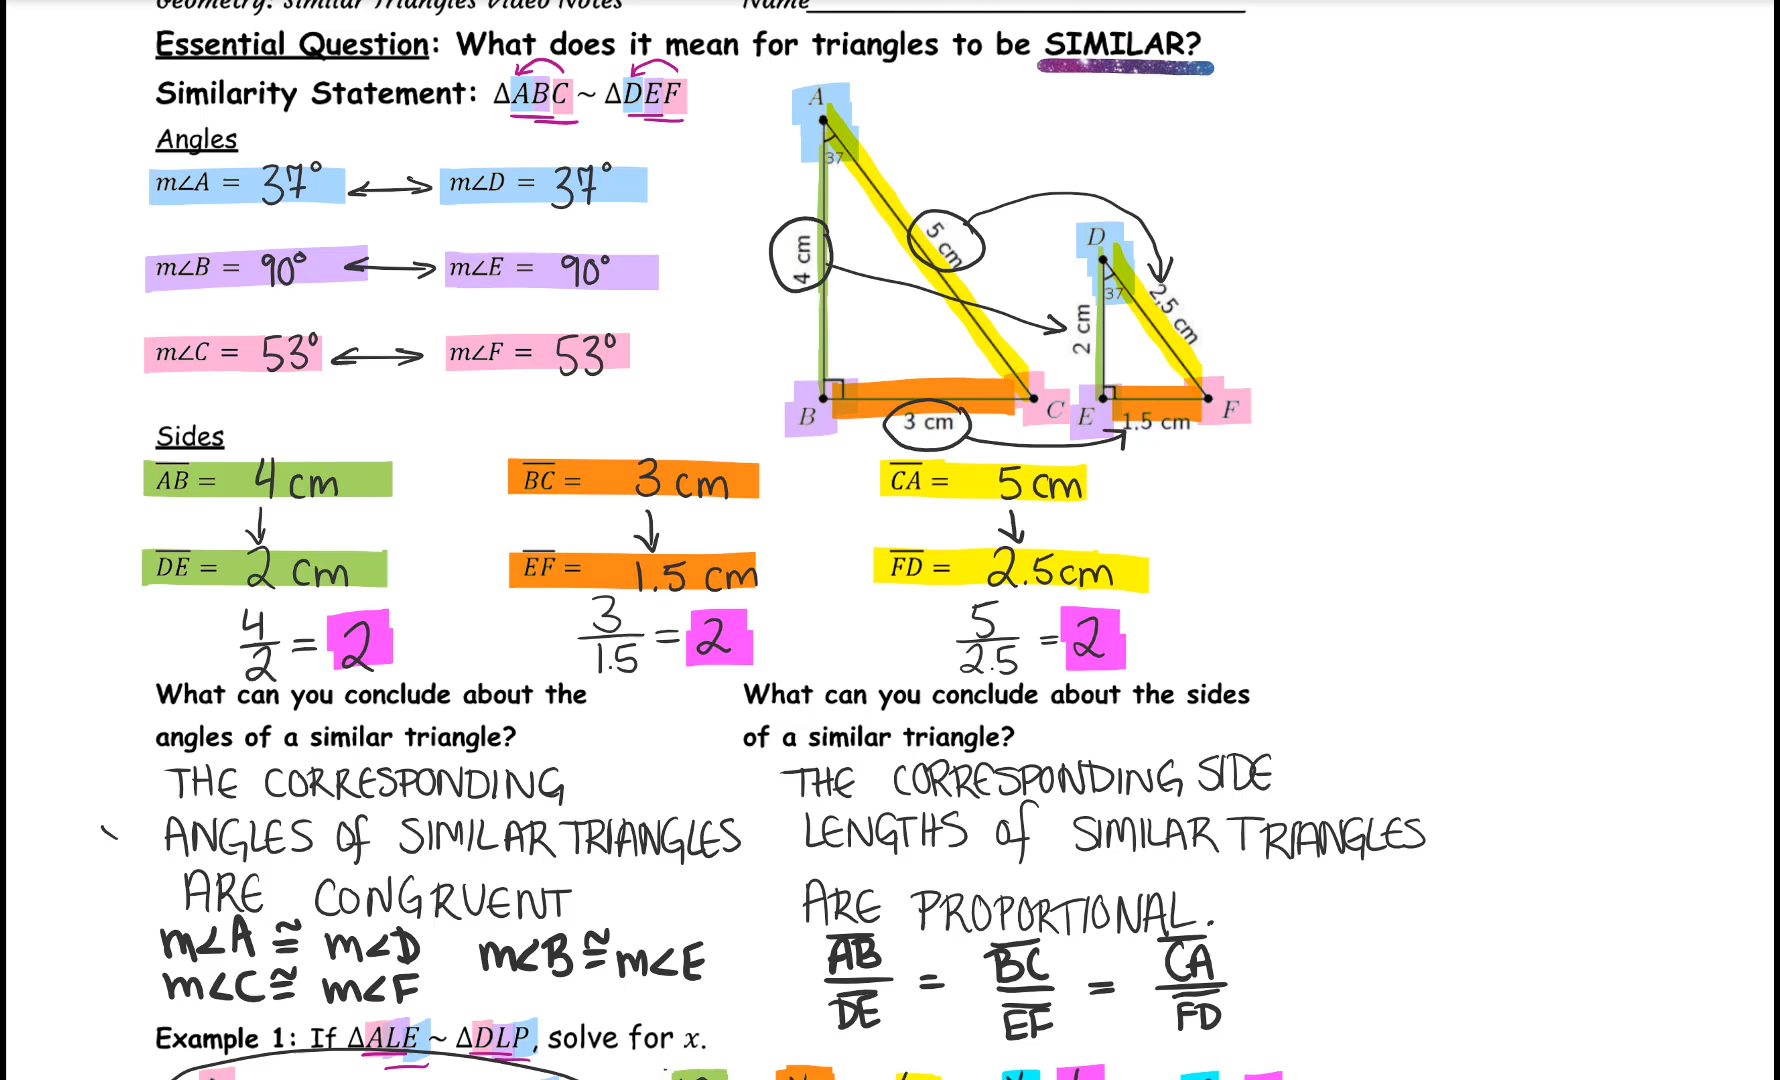 Geometry: Similar Triangles Video Notes Name
Essential Question: What does it mean for triangles to be SIMILAR?
Similarity Statement: ΔABC ~ ΔDEF
Angles
m∠A = 37° m∠D = 37°
m∠B = 90° m∠E = 90°
m∠C = 53° m∠F = 53°
A
37
4 cm
5 cm
B
3 cm
C
D
37
2 cm
2,5 cm
E
1.5 cm
F
Sides
AB = 4 cm BC = 3 cm CA = 5 cm
DE = 2 cm EF = 1.5 cm FD = 2.5cm
4/2 = 2 3/1.5 = 2 5/2.5 = 2
What can you conclude about the
angles of a similar triangle?
THE CORRESPONDING
ANGLES Of SIMILAR TRIANGLES
ARE CONGRUENT
m∠A ≅ m∠D m∠B ≅ m∠E
m∠C ≅ m∠F
What can you conclude about the sides
of a similar triangle?
THE CORRESPONDING SIDE
LENGTHS of SIMILAR TRIANGLES
ARE PROPORTIONAL.
AB/DE = BC/EF = CA/FD
Example 1: If ΔALE ~ ΔDLP, solve for x.